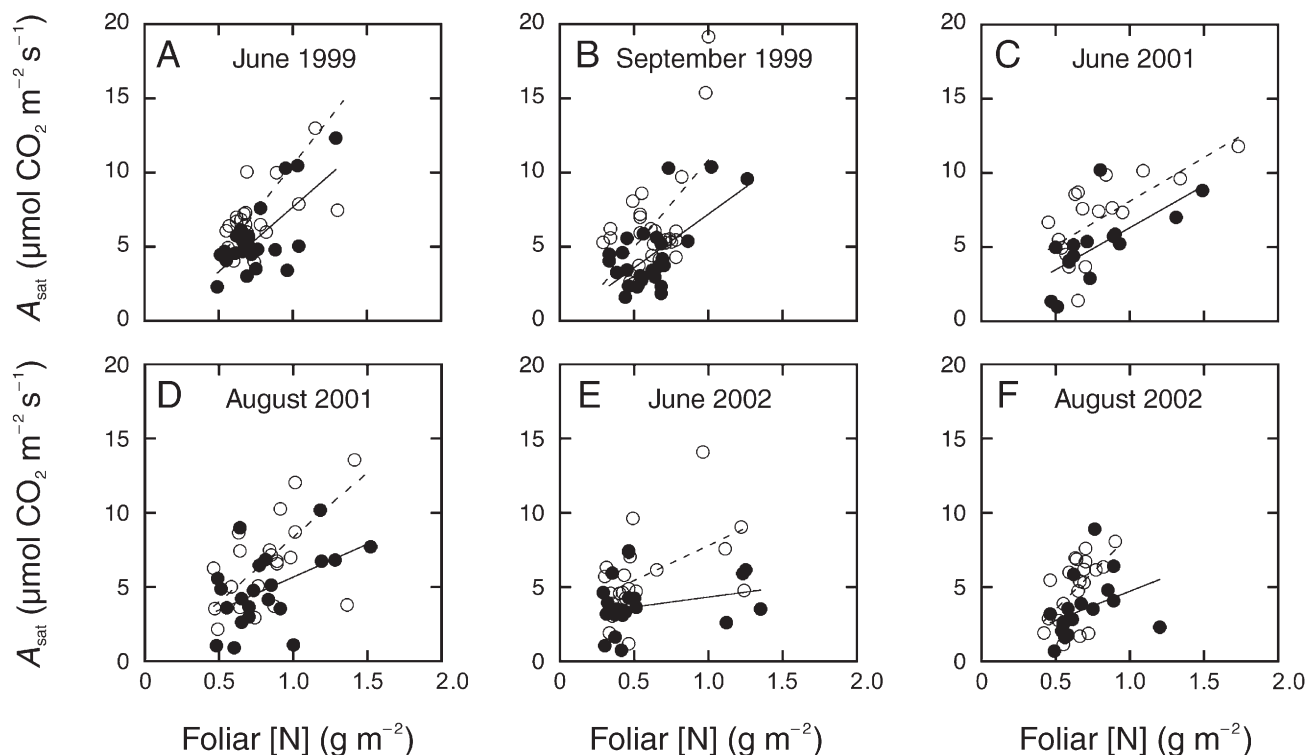 20
15
10
5
0
A
June 1999
B
September 1999
C
June 2001
20
15
10
5
0
20
15
10
5
0
A_sat (μmol CO₂ m⁻² s⁻¹)
20
15
10
5
0
D
August 2001
E
June 2002
F
August 2002
20
15
10
5
0
20
15
10
5
0
A_sat (μmol CO₂ m⁻² s⁻¹)
0 0.5 1.0 1.5 2.0
0 0.5 1.0 1.5 2.0
0 0.5 1.0 1.5 2.0
Foliar [N] (g m⁻²)
Foliar [N] (g m⁻²)
Foliar [N] (g m⁻²)